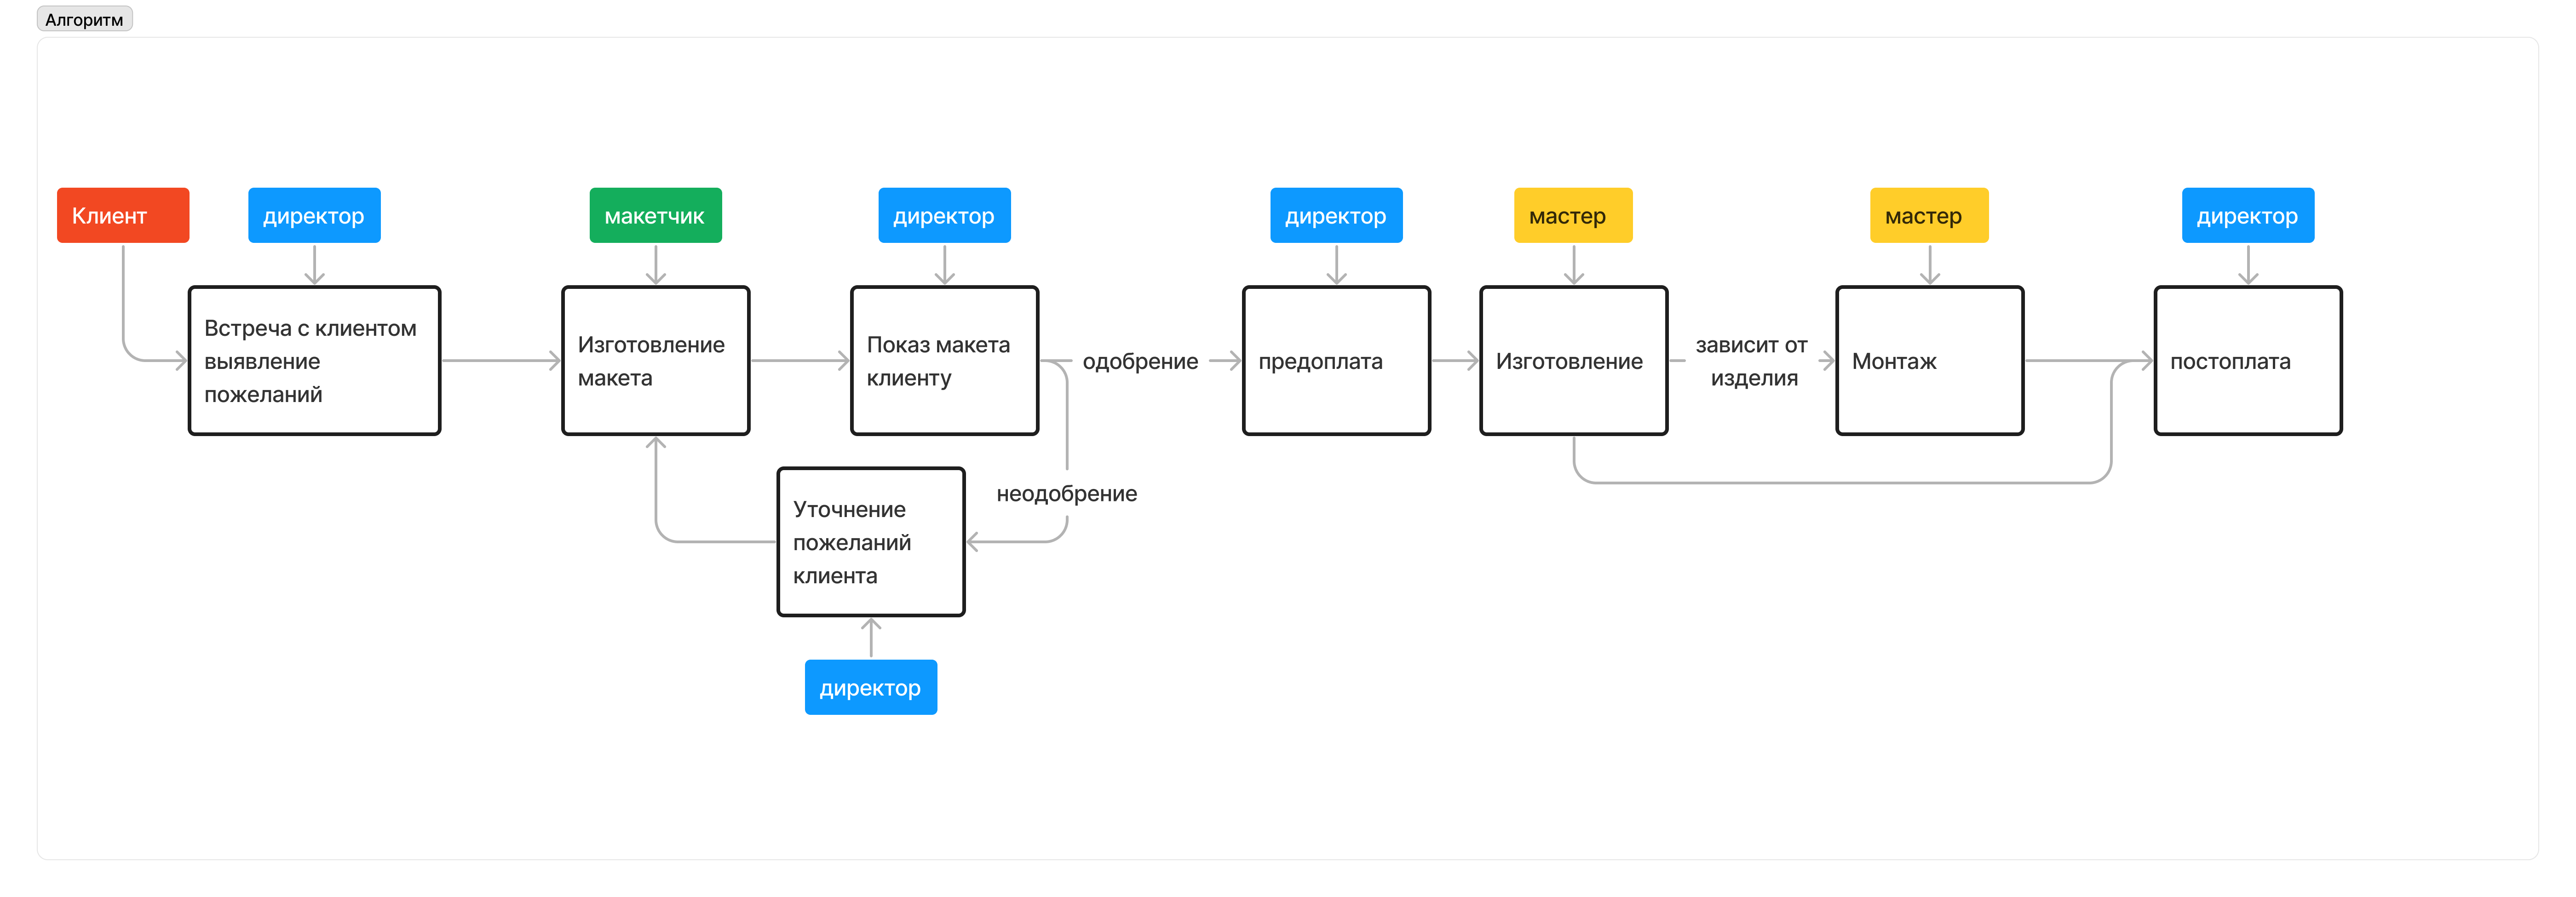 Алгоритм
Клиент
директор
макетчик
директор
директор
мастер
мастер
директор
Встреча с клиентом
выявление
пожеланий
Изготовление
макета
Показ макета
клиенту
одобрение
предоплата
Изготовление
зависит от
изделия
Монтаж
постоплата
неодобрение
Уточнение
пожеланий
клиента
директор